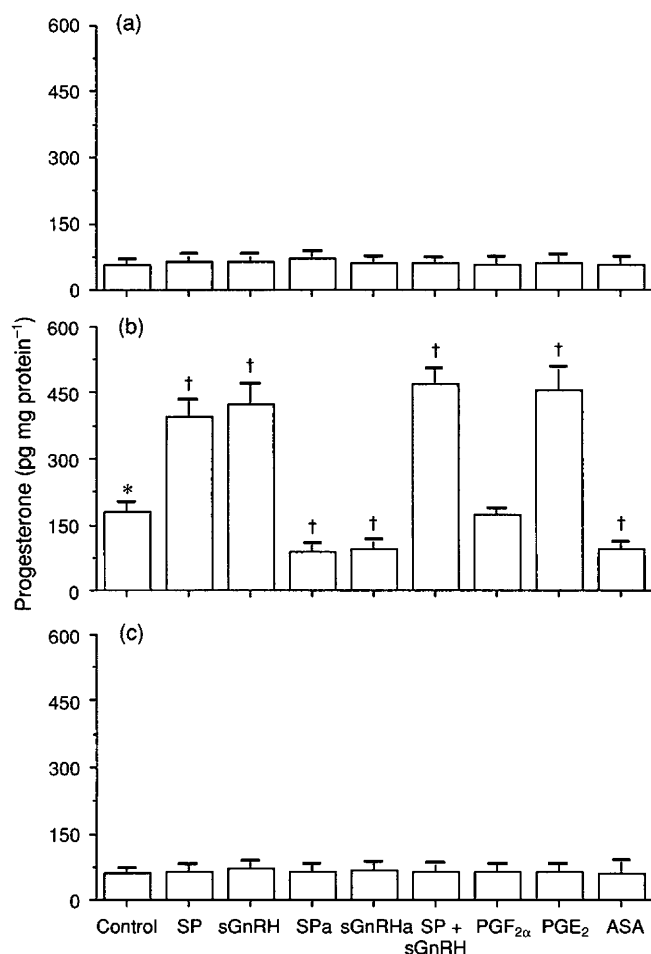 (a)
600
450
300
150
0
(b)
600
450
300
150
0
* † † † † † † †
(c)
600
450
300
150
0
Progesterone (pg mg protein⁻¹)
Control SP sGnRH SPa sGnRHa SP + sGnRH PGF₂α PGE₂ ASA